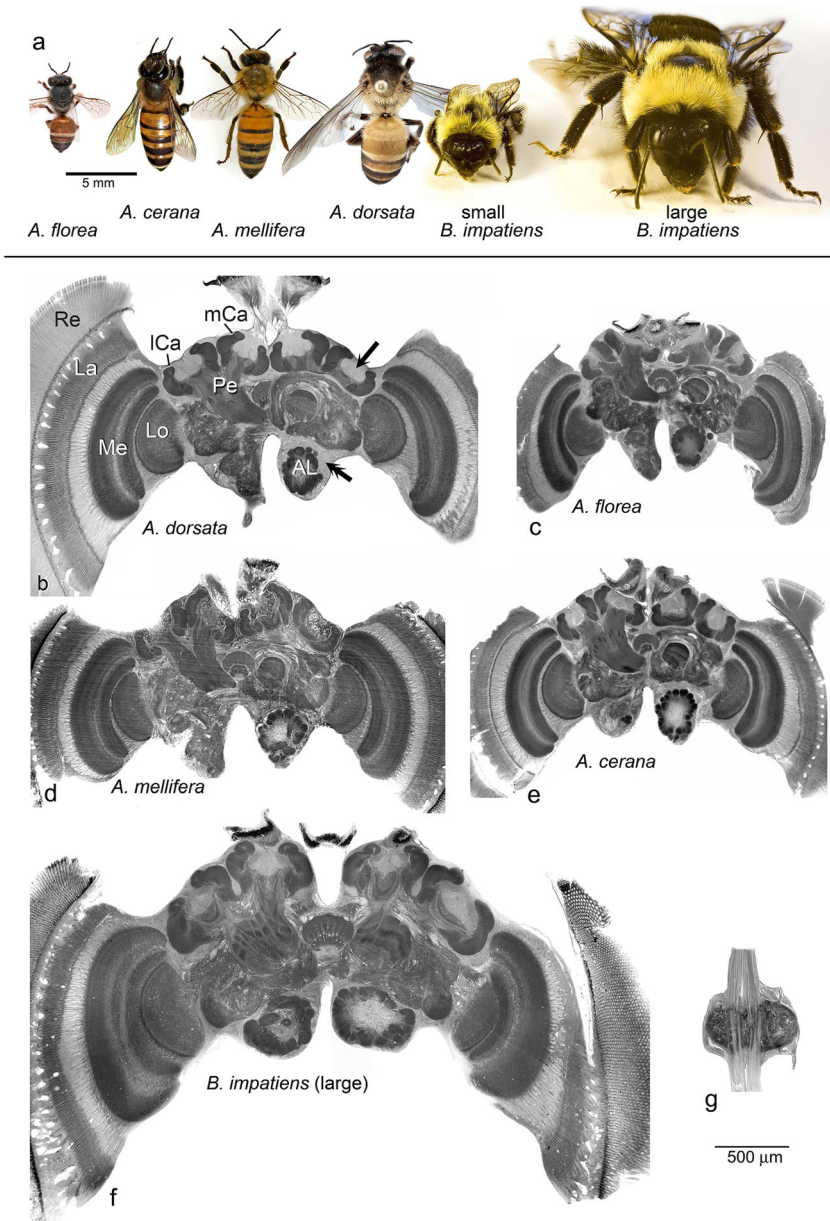 a
5 mm
A. florea
A. cerana
A. mellifera
A. dorsata
small
B. impatiens
large
B. impatiens
Re
mCa
lCa
La
Pe
Me
Lo
AL
A. dorsata
b
A. florea
c
A. mellifera
d
A. cerana
e
B. impatiens (large)
f
g
500 µm